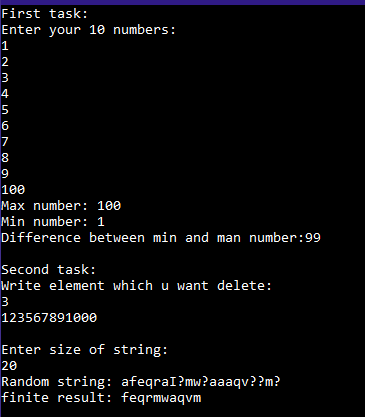 First task:
Enter your 10 numbers:
1
2
3
4
5
6
7
8
9
100
Max number: 100
Min number: 1
Difference between min and man number:99
Second task:
Write element which u want delete:
3
123567891000
Enter size of string:
20
Random string: afeqraI?mw?aaaqv??m?
finite result: feqrmwaqvm